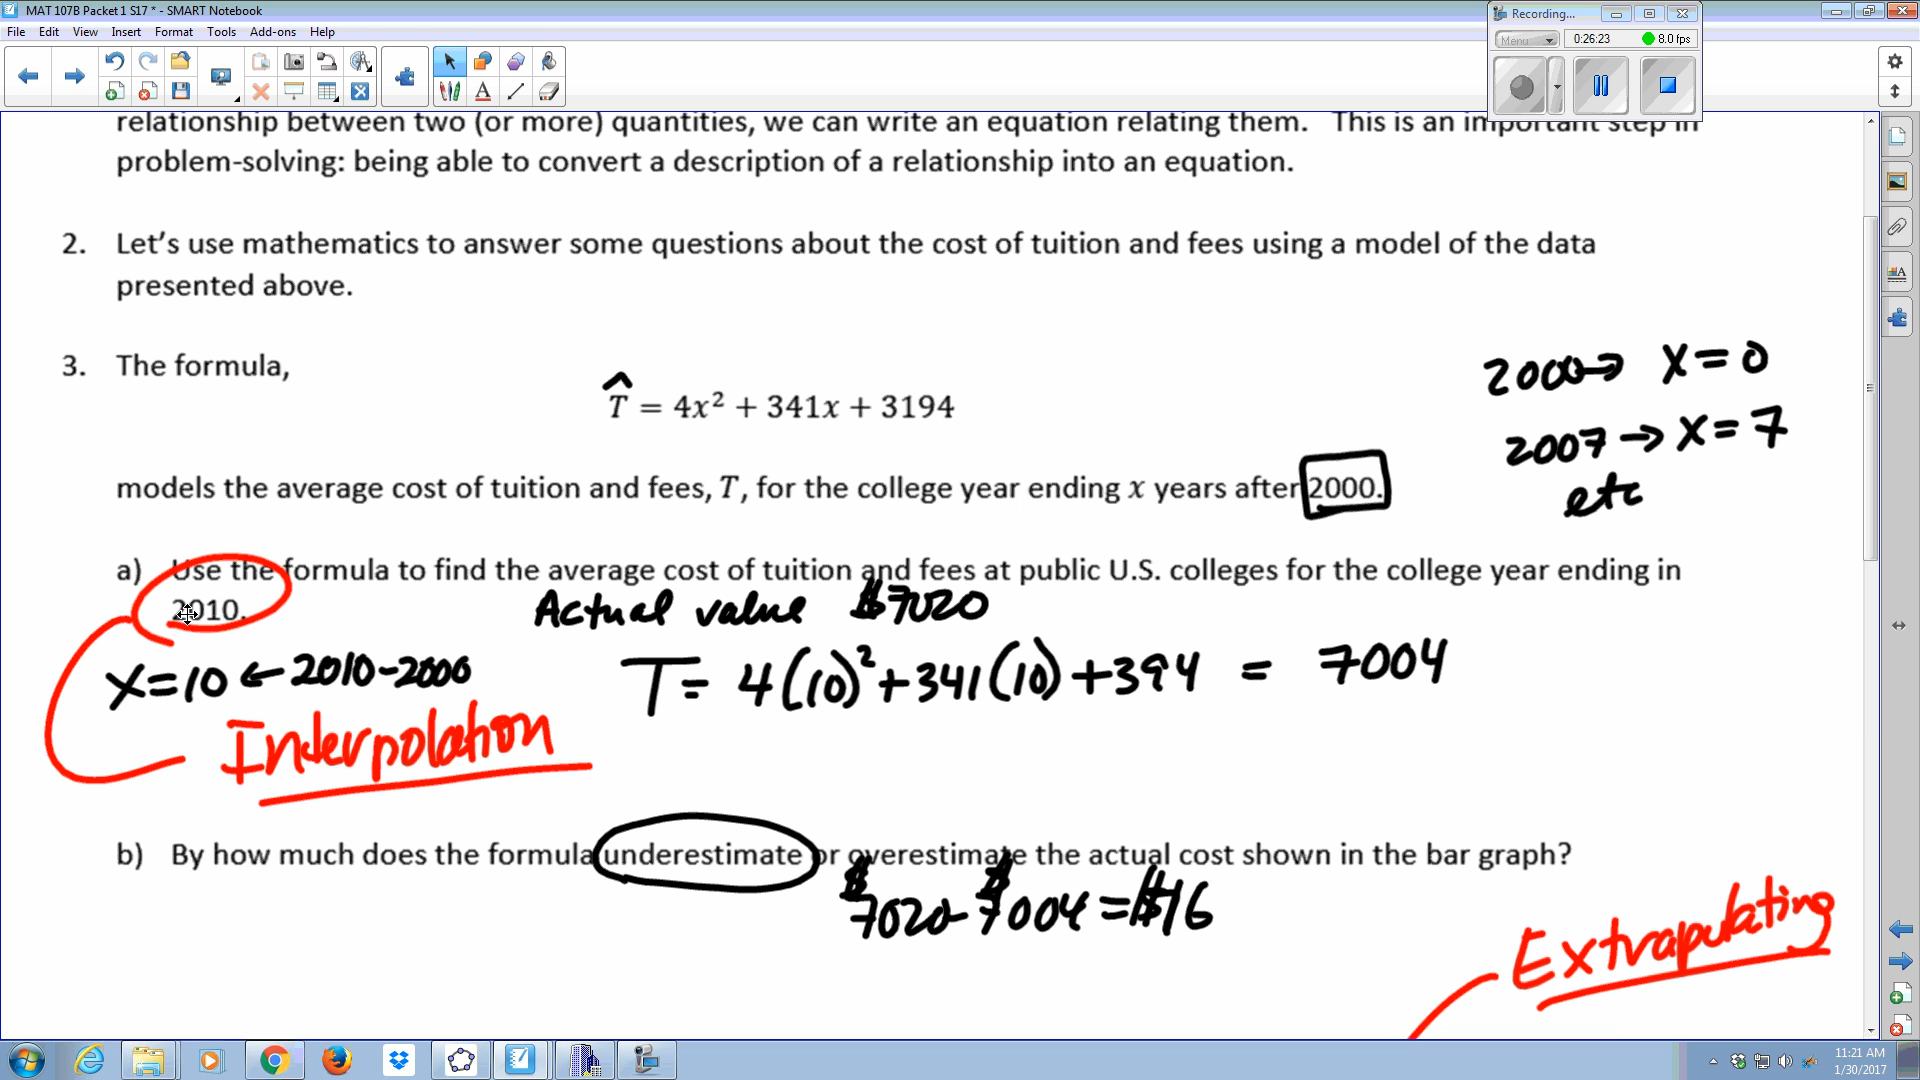 MAT 107B Packet 1 S17 * - SMART Notebook
File Edit View Insert Format Tools Add-ons Help
Recording...
Menu
0:26:23
8.0 fps
relationship between two (or more) quantities, we can write an equation relating them. This is an important step in
problem-solving: being able to convert a description of a relationship into an equation.
2. Let's use mathematics to answer some questions about the cost of tuition and fees using a model of the data
presented above.
3. The formula,
T̂ = 4x² + 341x + 3194
2000 → X = 0
2007 → X = 7
etc
models the average cost of tuition and fees, T, for the college year ending x years after 2000.
a) Use the formula to find the average cost of tuition and fees at public U.S. colleges for the college year ending in
2010.
Actual value $7020
X = 10 ← 2010-2000
T = 4(10)² + 341(10) + 394 = 7004
Interpolation
b) By how much does the formula underestimate or overestimate the actual cost shown in the bar graph?
$7020 - $7004 = $16
Extrapulating
11:21 AM
1/30/2017